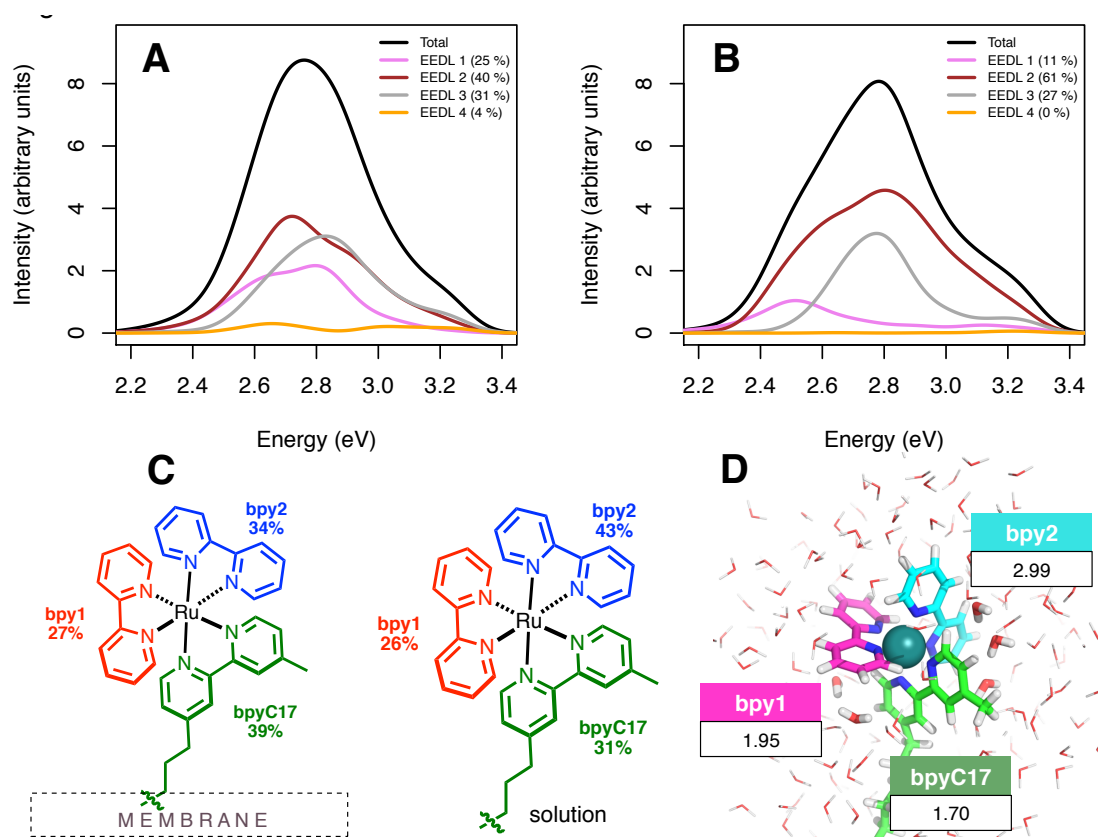 A
Total
EEDL 1 (25 %)
EEDL 2 (40 %)
EEDL 3 (31 %)
EEDL 4 (4 %)
Intensity (arbitrary units)
0
2
4
6
8
2.2
2.4
2.6
2.8
3.0
3.2
3.4
Energy (eV)
B
Total
EEDL 1 (11 %)
EEDL 2 (61 %)
EEDL 3 (27 %)
EEDL 4 (0 %)
Intensity (arbitrary units)
0
2
4
6
8
2.2
2.4
2.6
2.8
3.0
3.2
3.4
Energy (eV)
C
bpy2
34%
N
N
N
N
N
Ru
bpy1
27%
bpyC17
39%
MEMBRANE
bpy2
43%
N
N
N
N
N
N
Ru
bpy1
26%
bpyC17
31%
solution
D
bpy2
2.99
bpy1
1.95
bpyC17
1.70